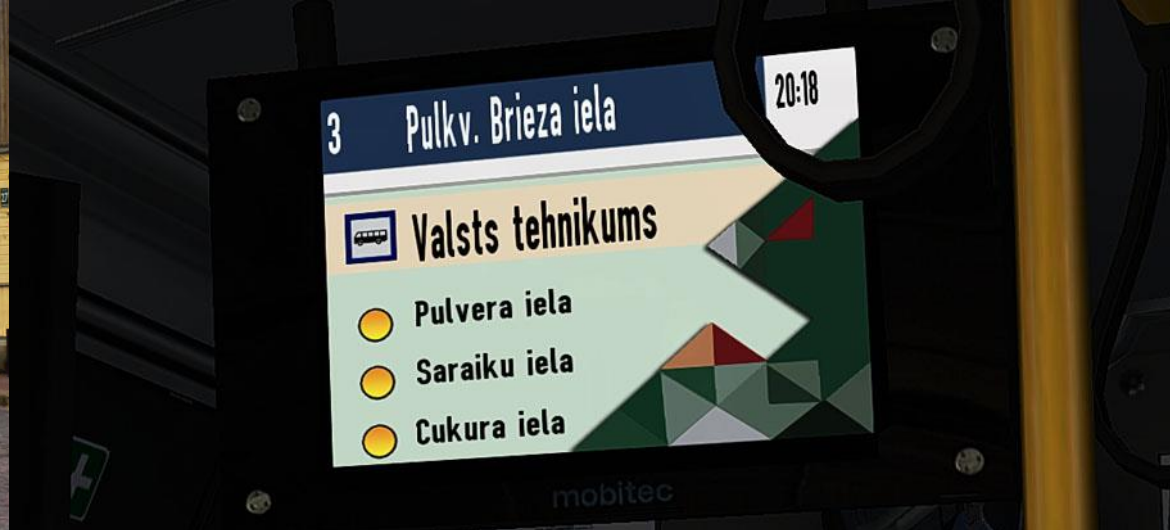 3 Pulkv. Brieza iela 20:18
Valsts tehnikums
Pulvera iela
Saraiku iela
Cukura iela
mobitec